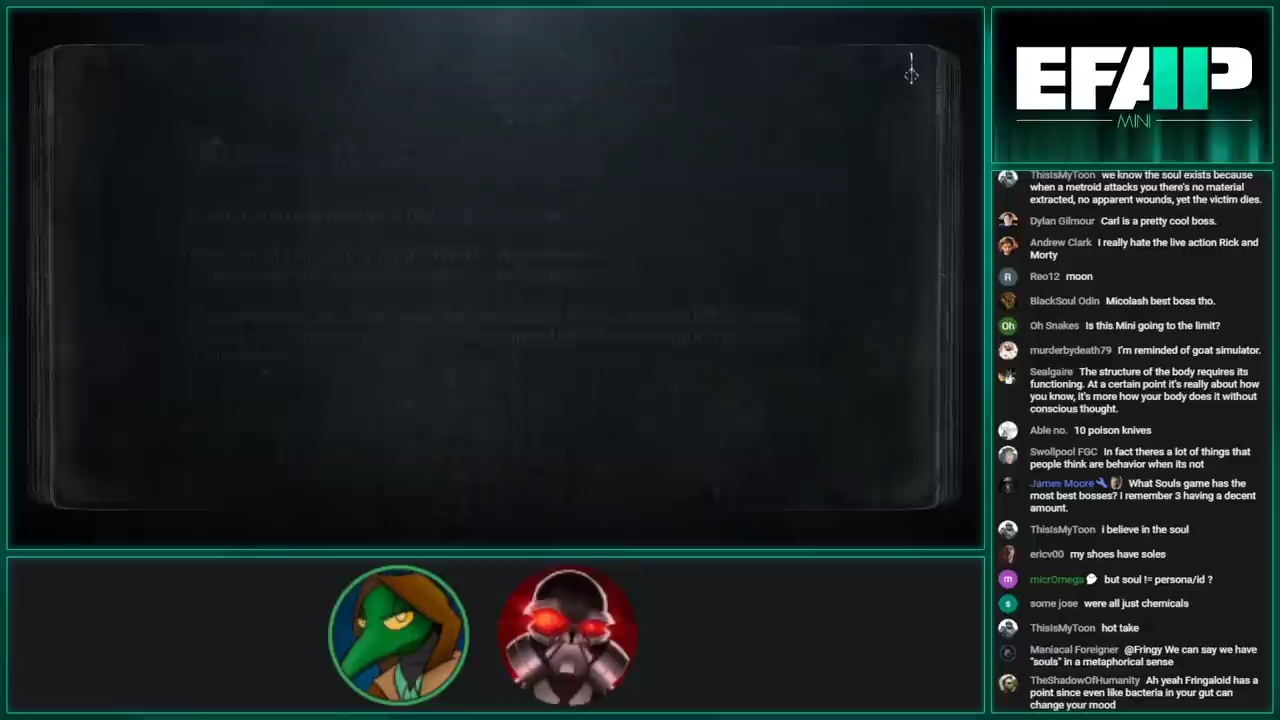 EFAP
MINI
ThisIsMyToon we know the soul exists because
when a metroid attacks you there's no material
extracted, no apparent wounds, yet the victim dies.
Dylan Gilmour Carl is a pretty cool boss.
Andrew Clark I really hate the live action Rick and
Morty
R Reo12 moon
BlackSoul Odin Micolash best boss tho.
Oh Oh Snakes Is this Mini going to the limit?
murderbydeath79 I'm reminded of goat simulator.
Sealgaire The structure of the body requires its
functioning. At a certain point it's really about how
you know, it's more how your body does it without
conscious thought.
Able no. 10 poison knives
Swollpool FGC In fact theres a lot of things that
people think are behavior when its not
James Moore What Souls game has the
most best bosses? I remember 3 having a decent
amount.
ThisIsMyToon i believe in the soul
ericv00 my shoes have soles
m micrOmega but soul != persona/id ?
s some jose were all just chemicals
ThisIsMyToon hot take
Maniacal Foreigner @Fringy We can say we have
"souls" in a metaphorical sense
TheShadowOfHumanity Ah yeah Fringaloid has a
point since even like bacteria in your gut can
change your mood